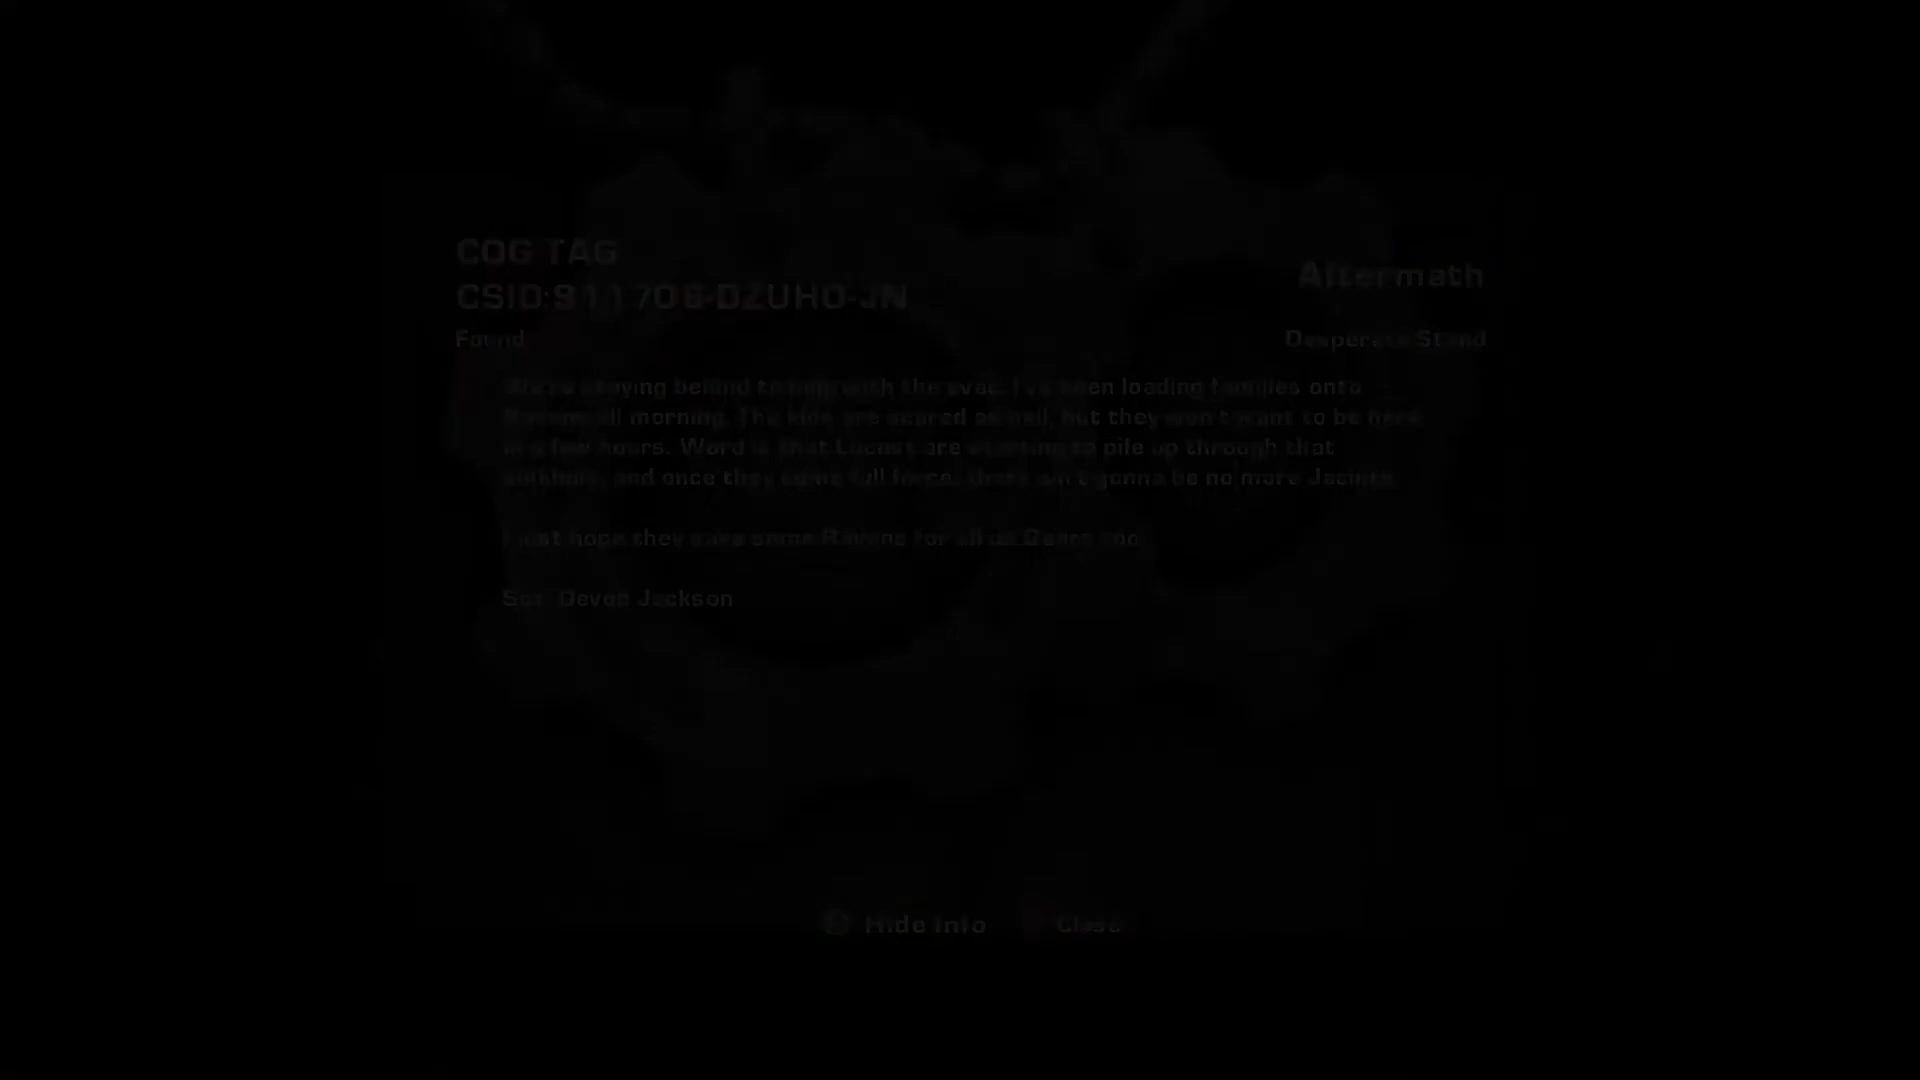 COG TAG
CSID:911706-DZUHO-JN
Aftermath
Found
Desperate Stand
We're staying behind to help with the evac. I've been loading families onto
Ravens all morning. The kids are scared as hell, but they won't want to be here
in a few hours. Word is that Locust are starting to pile up through that
sinkhole, and once they come full force, there ain't gonna be no more Jacinto.
I just hope they save some Ravens for all us Gears too.
Sgt. Devon Jackson
Hide Info
Close